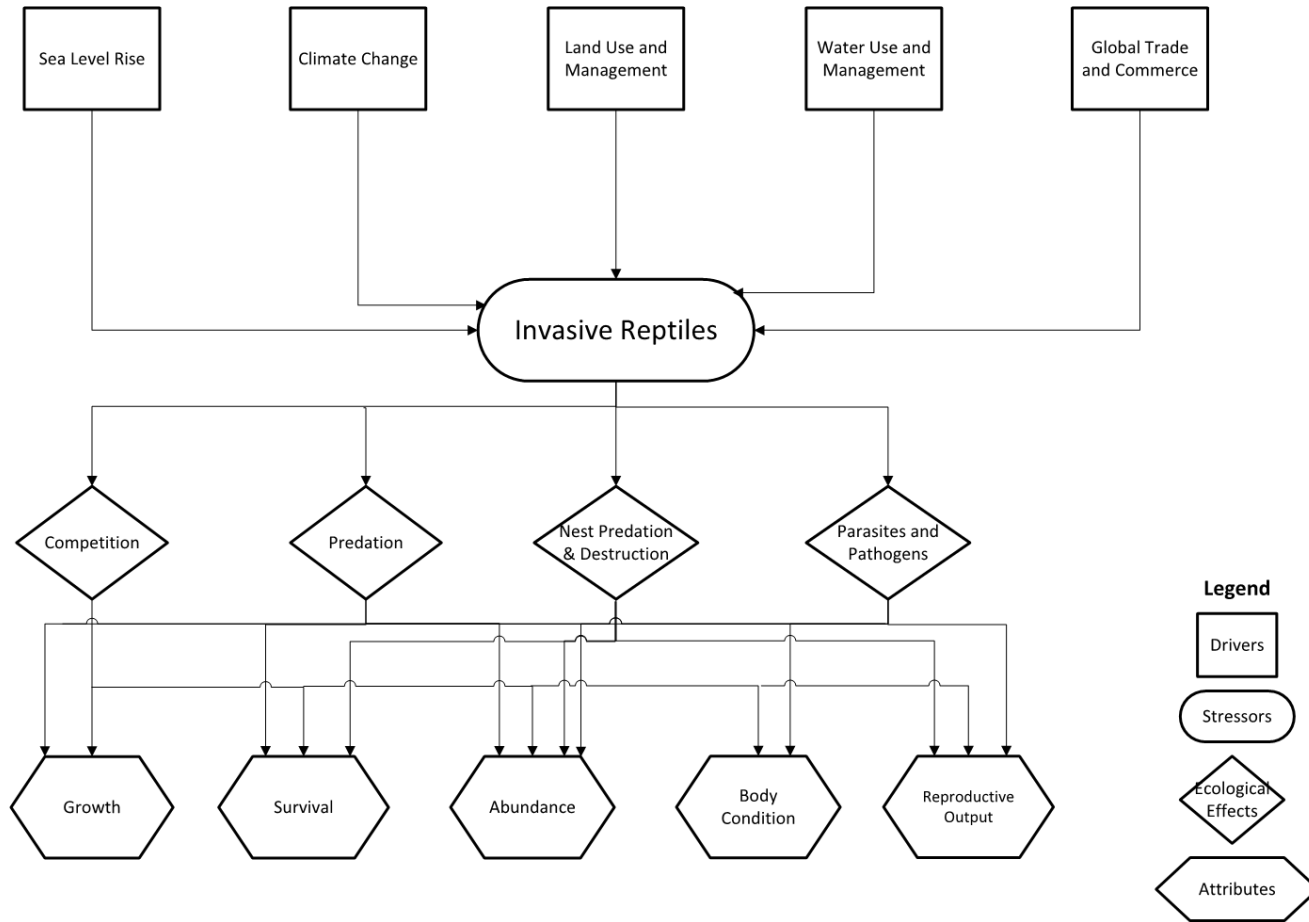 Sea Level Rise
Climate Change
Land Use and
Management
Water Use and
Management
Global Trade
and Commerce
Invasive Reptiles
Competition
Predation
Nest Predation
& Destruction
Parasites and
Pathogens
Legend
Drivers
Stressors
Ecological
Effects
Attributes
Growth
Survival
Abundance
Body
Condition
Reproductive
Output